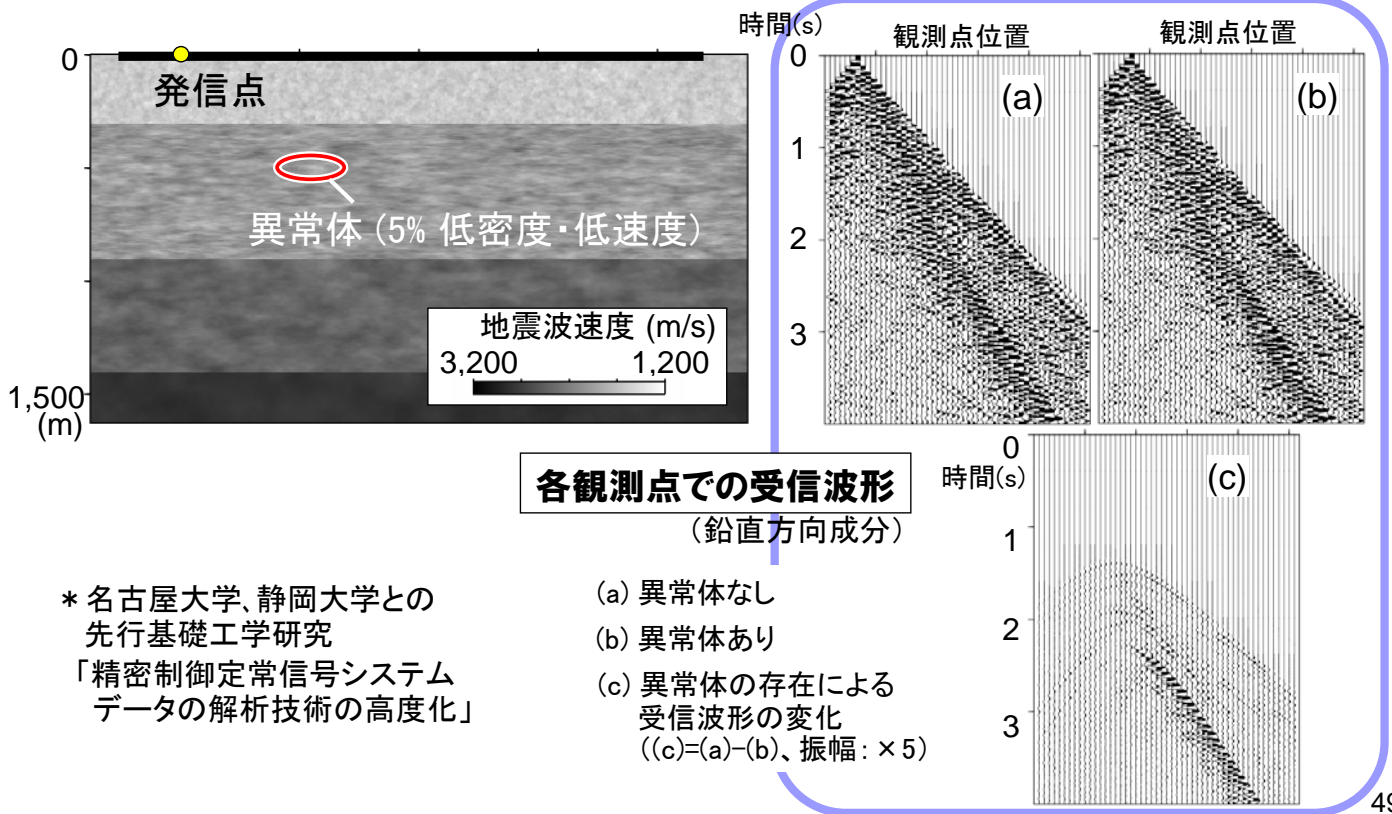 0
発信点
異常体 (5% 低密度・低速度)
地震波速度 (m/s)
3,200 1,200
1,500
(m)
時間(s)
観測点位置
観測点位置
0
(a)
(b)
1
2
3
各観測点での受信波形
(鉛直方向成分)
0
時間(s)
(c)
1
2
3
* 名古屋大学、静岡大学との
先行基礎工学研究
「精密制御定常信号システム
データの解析技術の高度化」
(a) 異常体なし
(b) 異常体あり
(c) 異常体の存在による
受信波形の変化
((c)=(a)-(b)、振幅: ×5)
49